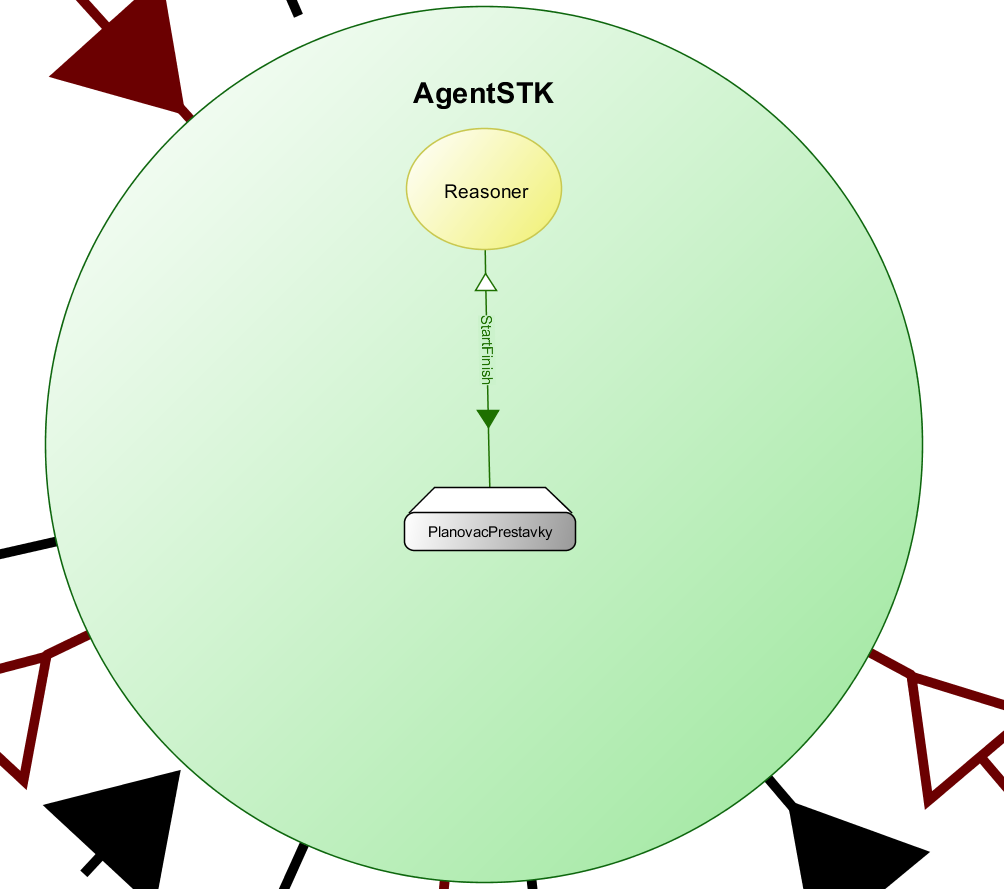 AgentSTK
Reasoner
StartFinish
PlanovacPrestavky